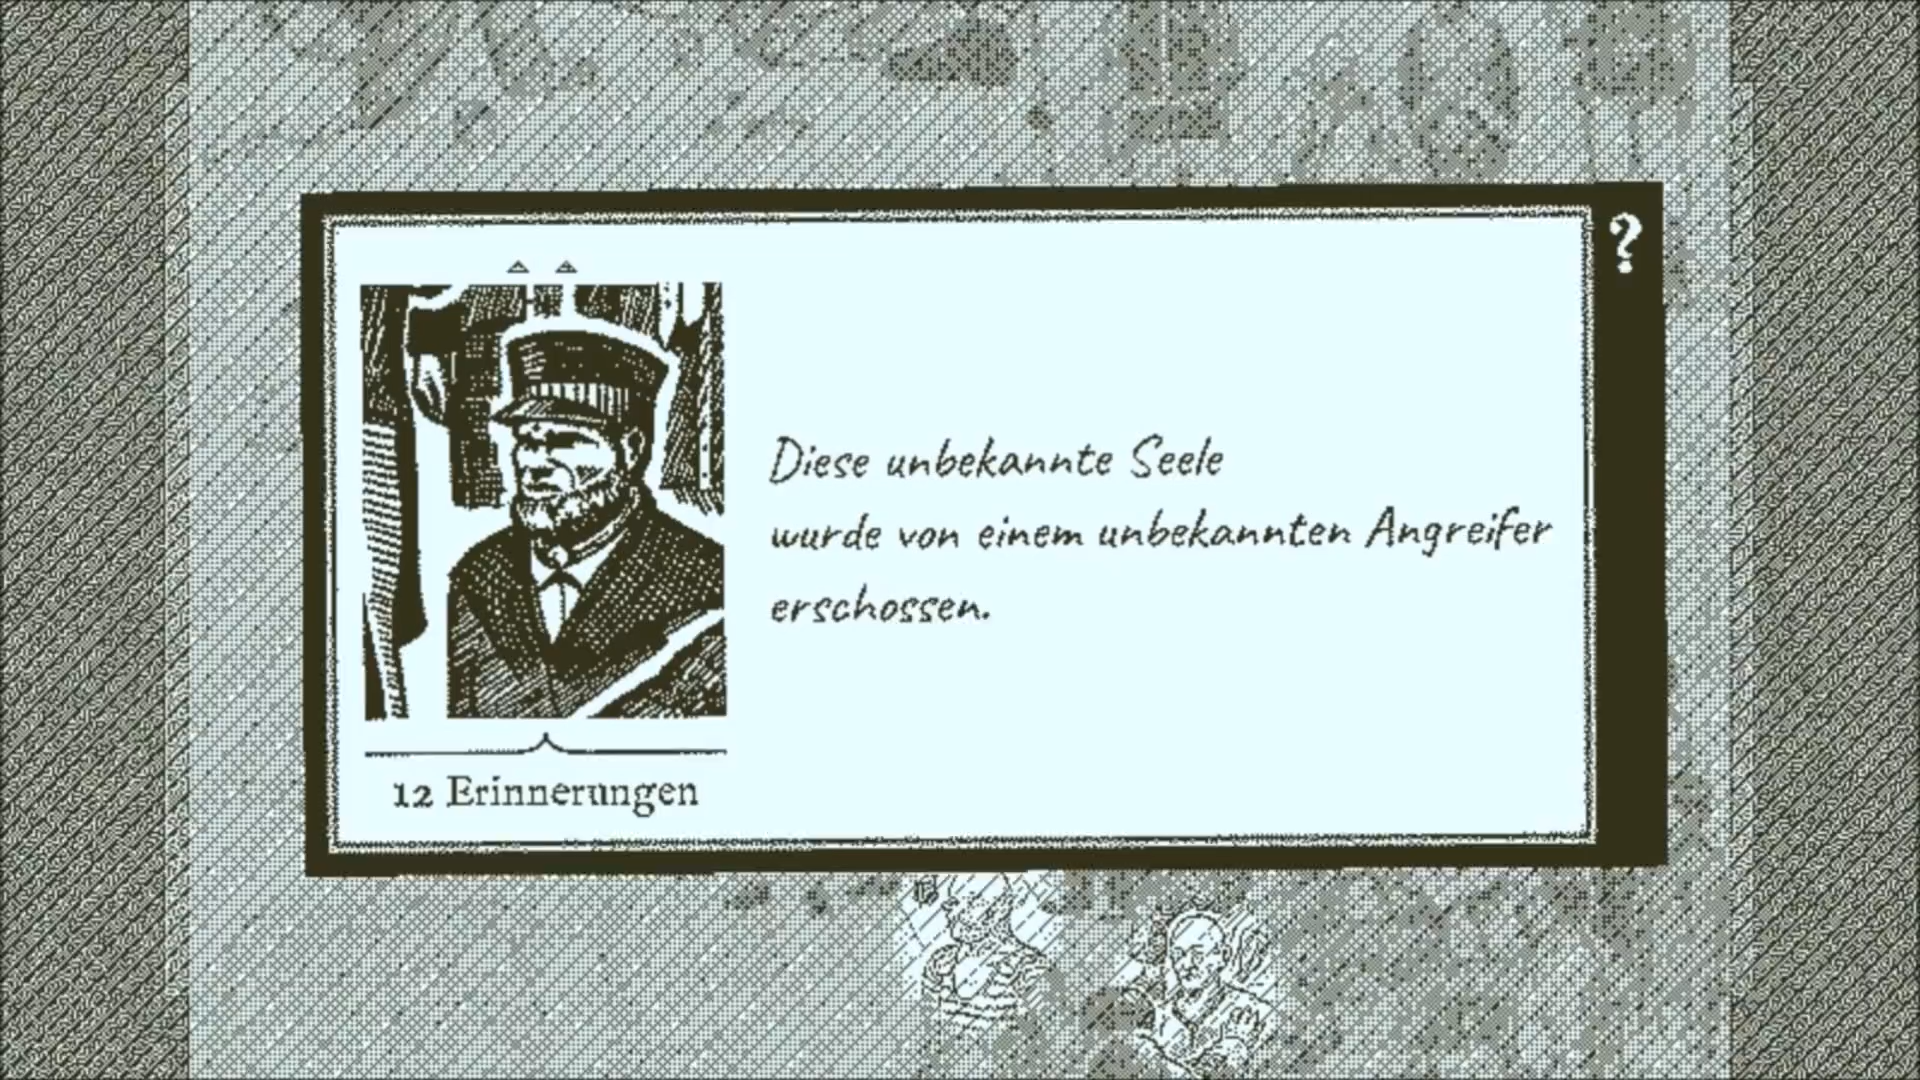 ?
Diese unbekannte Seele
wurde von einem unbekannten Angreifer
erschossen.
12 Erinnerungen